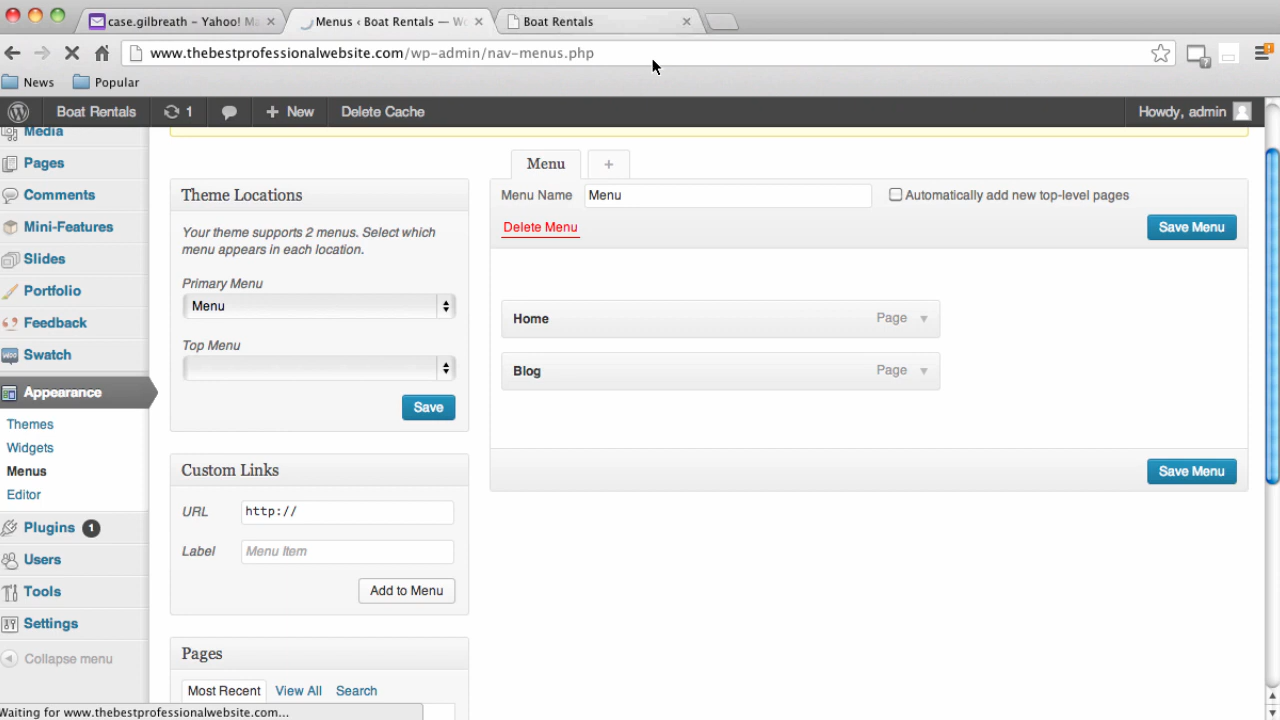 case.gilbreath – Yahoo! Ma
Menus ‹ Boat Rentals — Wo
Boat Rentals
www.thebestprofessionalwebsite.com/wp-admin/nav-menus.php
News
Popular
Boat Rentals
1
+ New
Delete Cache
Howdy, admin
Media
Pages
Comments
Mini-Features
Slides
Portfolio
Feedback
Swatch
Appearance
Themes
Widgets
Menus
Editor
Plugins 1
Users
Tools
Settings
Collapse menu
Theme Locations
Your theme supports 2 menus. Select which
menu appears in each location.
Primary Menu
Menu
Top Menu
Save
Custom Links
URL http://
Label Menu Item
Add to Menu
Pages
Most Recent View All Search
Menu +
Menu Name Menu Automatically add new top-level pages
Delete Menu Save Menu
Home Page
Blog Page
Save Menu
Waiting for www.thebestprofessionalwebsite.com...